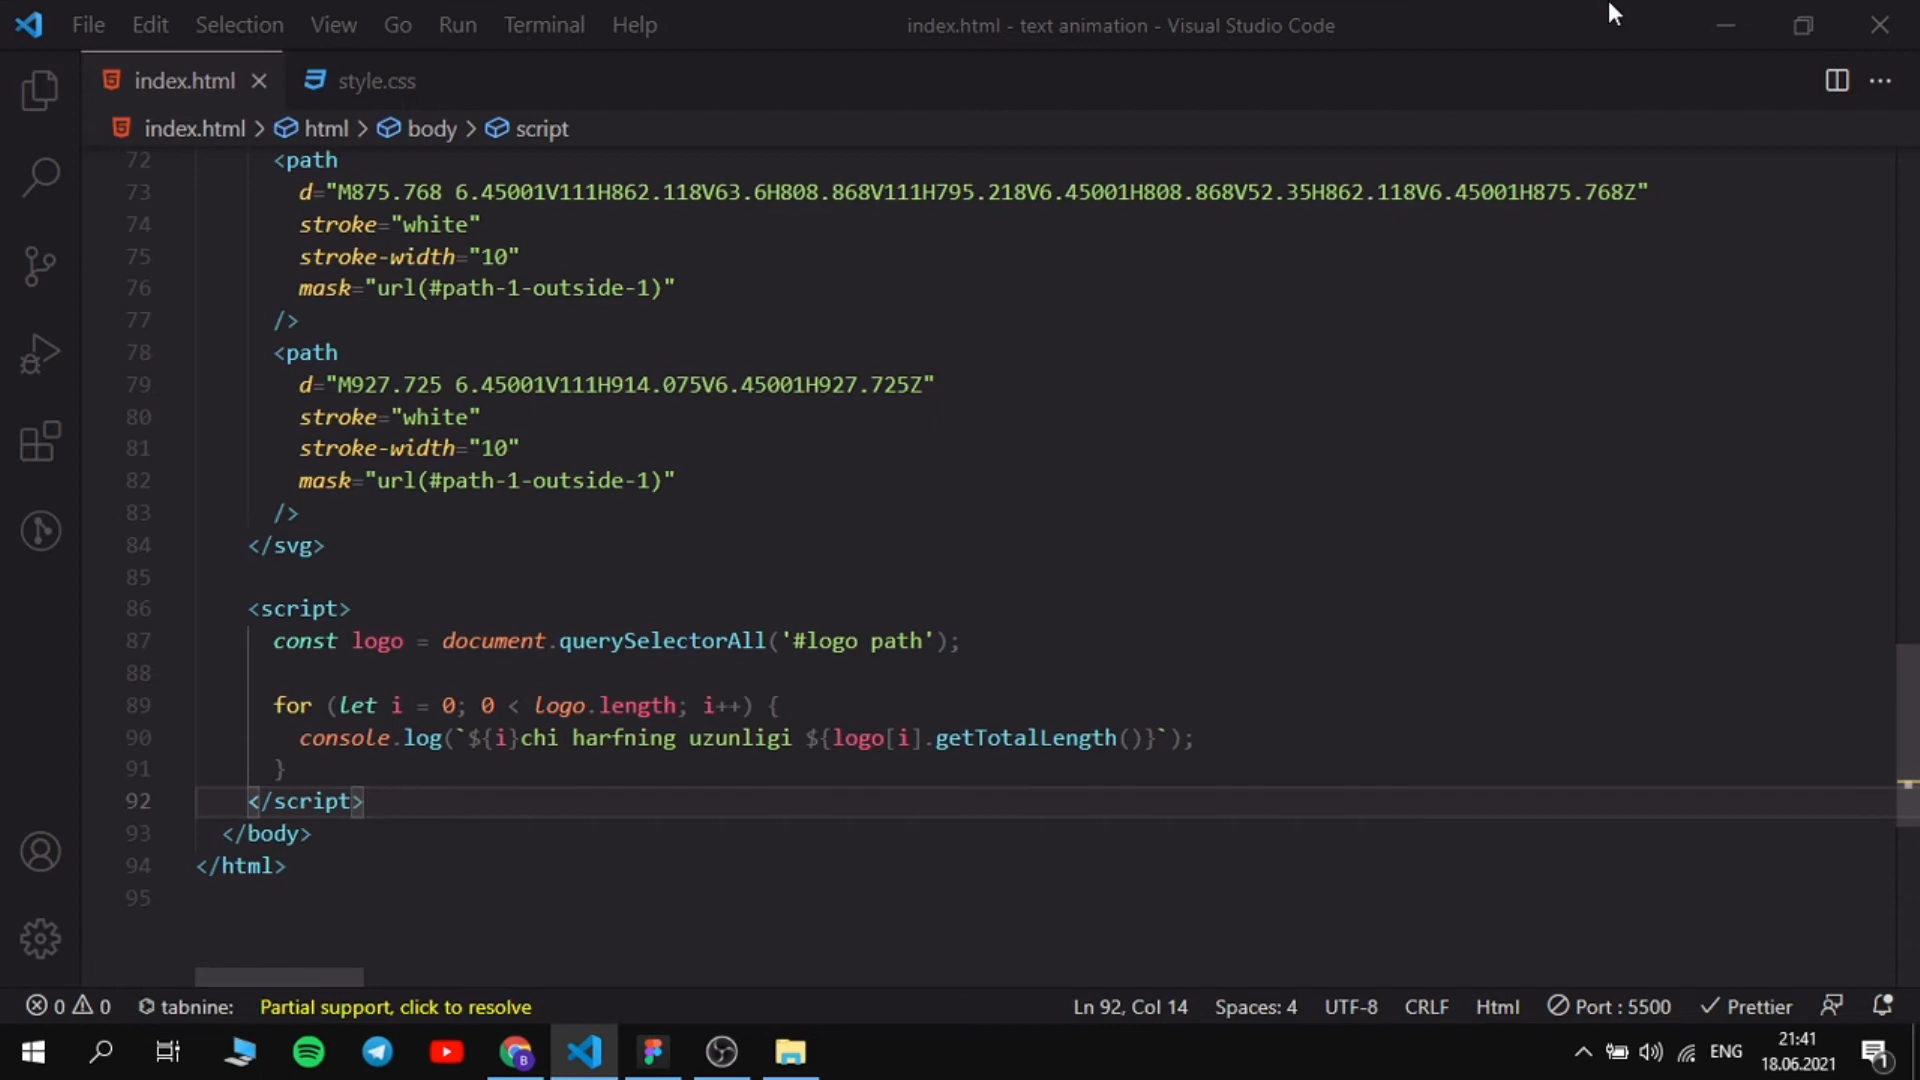 File Edit Selection View Go Run Terminal Help index.html - text animation - Visual Studio Code
index.html style.css
index.html > html > body > script
72 <path
73 d="M875.768 6.45001V111H862.118V63.6H808.868V111H795.218V6.45001H808.868V52.35H862.118V6.45001H875.768Z"
74 stroke="white"
75 stroke-width="10"
76 mask="url(#path-1-outside-1)"
77 />
78 <path
79 d="M927.725 6.45001V111H914.075V6.45001H927.725Z"
80 stroke="white"
81 stroke-width="10"
82 mask="url(#path-1-outside-1)"
83 />
84 </svg>
85
86 <script>
87 const logo = document.querySelectorAll('#logo path');
88
89 for (let i = 0; 0 < logo.length; i++) {
90 console.log(`${i}chi harfning uzunligi ${logo[i].getTotalLength()}`);
91 }
92 </script>
93 </body>
94 </html>
95
0 0 tabnine: Partial support, click to resolve Ln 92, Col 14 Spaces: 4 UTF-8 CRLF Html Port : 5500 Prettier
B ENG 21:41
18.06.2021 1